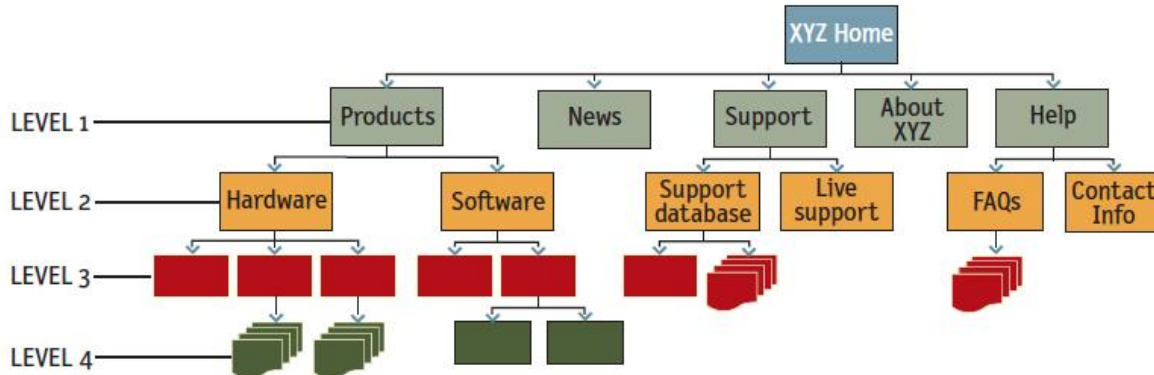 XYZ Home
LEVEL 1
Products
News
Support
About
XYZ
Help
LEVEL 2
Hardware
Software
Support
database
Live
support
FAQs
Contact
Info
LEVEL 3
LEVEL 4